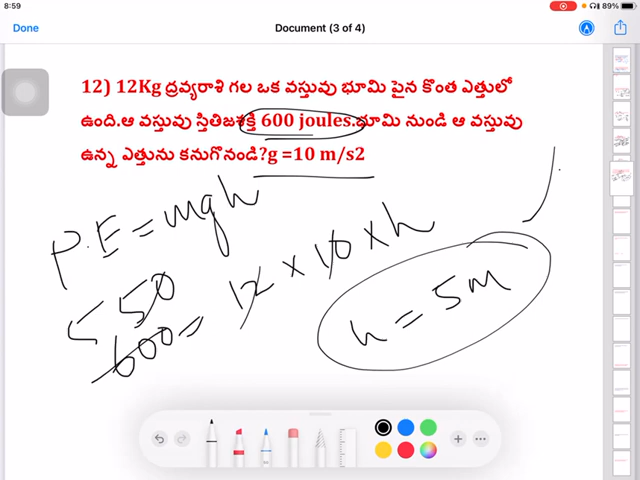 8:59
89%
Done
Document (3 of 4)
12) 12Kg ద్రవ్యరాశి గల ఒక వస్తువు భూమి పైన కొంత ఎత్తులో
ఉంది.ఆ వస్తువు స్తితిజశక్తి 600 joules.భూమి నుండి ఆ వస్తువు
ఉన్న ఎత్తును కనుగొనండి?g =10 m/s2
P.E = mgh
5 50
600 = 12 × 10 × h
h = 5m